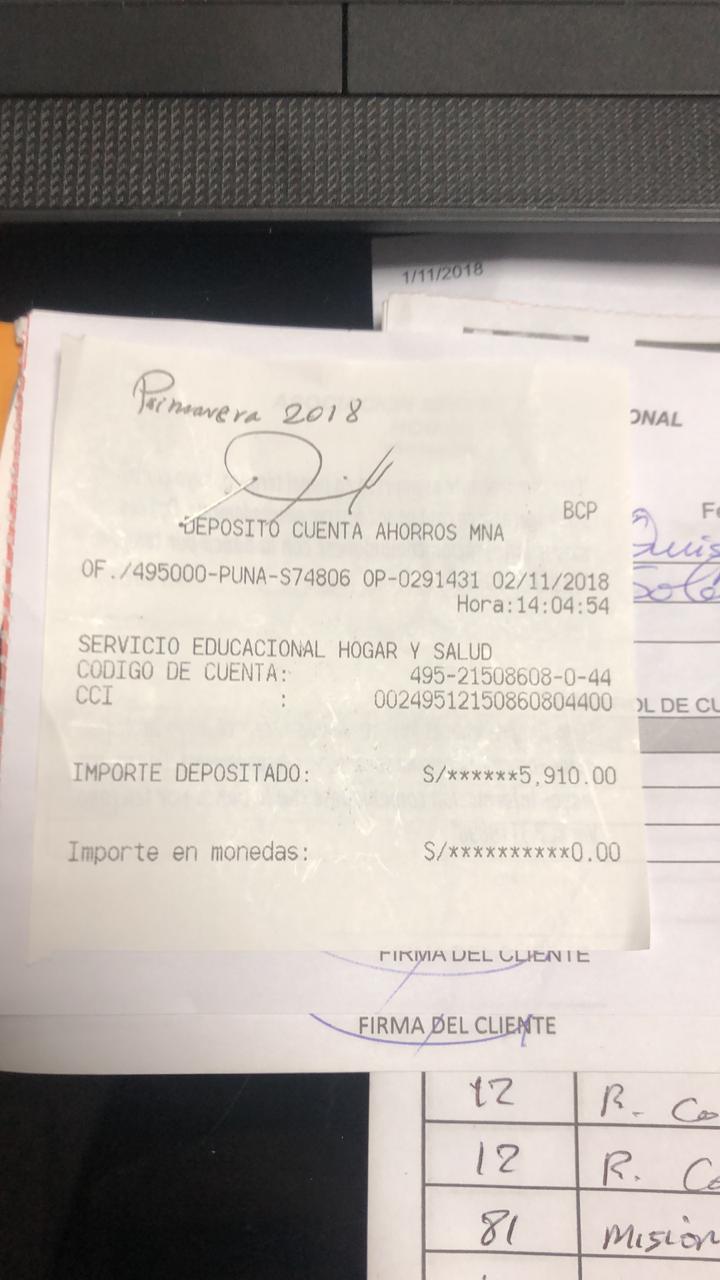 1/11/2018
ONAL
Primavera 2018
BCP
DEPOSITO CUENTA AHORROS MNA
OF./495000-PUNA-S74806 OP-0291431 02/11/2018
Hora:14:04:54
SERVICIO EDUCACIONAL HOGAR Y SALUD
CODIGO DE CUENTA: 495-21508608-0-44
CCI : 00249512150860804400
OL DE CU
IMPORTE DEPOSITADO: S/******5,910.00
Importe en monedas: S/**********0.00
FIRMA DEL CLIENTE
FIRMA DEL CLIENTE
12 R. Co
12 R. Co
81 Misión